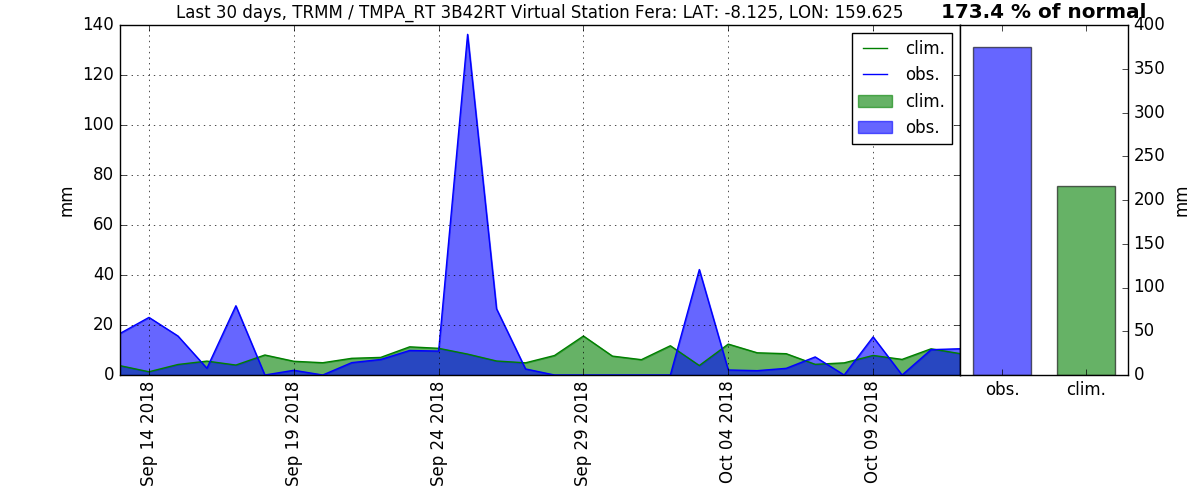 Last 30 days, TRMM / TMPA_RT 3B42RT Virtual Station Fera: LAT: -8.125, LON: 159.625
173.4 % of normal
mm
140
120
100
80
60
40
20
0
clim.
obs.
clim.
obs.
Sep 14 2018
Sep 19 2018
Sep 24 2018
Sep 29 2018
Oct 04 2018
Oct 09 2018
400
350
300
250
200
150
100
50
0
mm
obs.
clim.